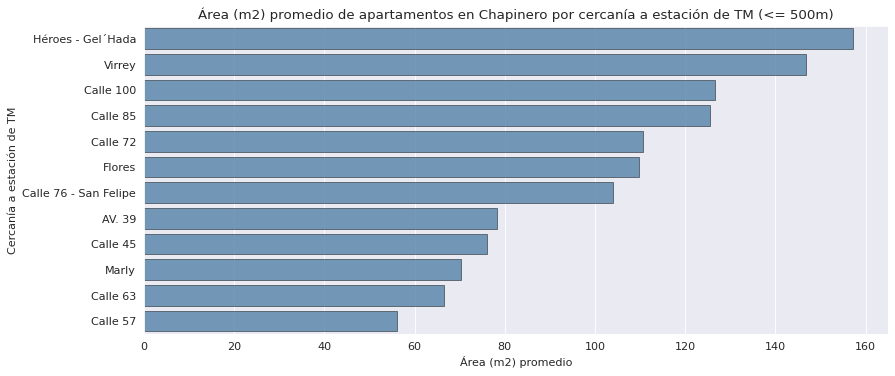 Área (m2) promedio de apartamentos en Chapinero por cercanía a estación de TM (<= 500m)
Cercanía a estación de TM
Héroes - Gel´Hada
Virrey
Calle 100
Calle 85
Calle 72
Flores
Calle 76 - San Felipe
AV. 39
Calle 45
Marly
Calle 63
Calle 57
0 20 40 60 80 100 120 140 160
Área (m2) promedio